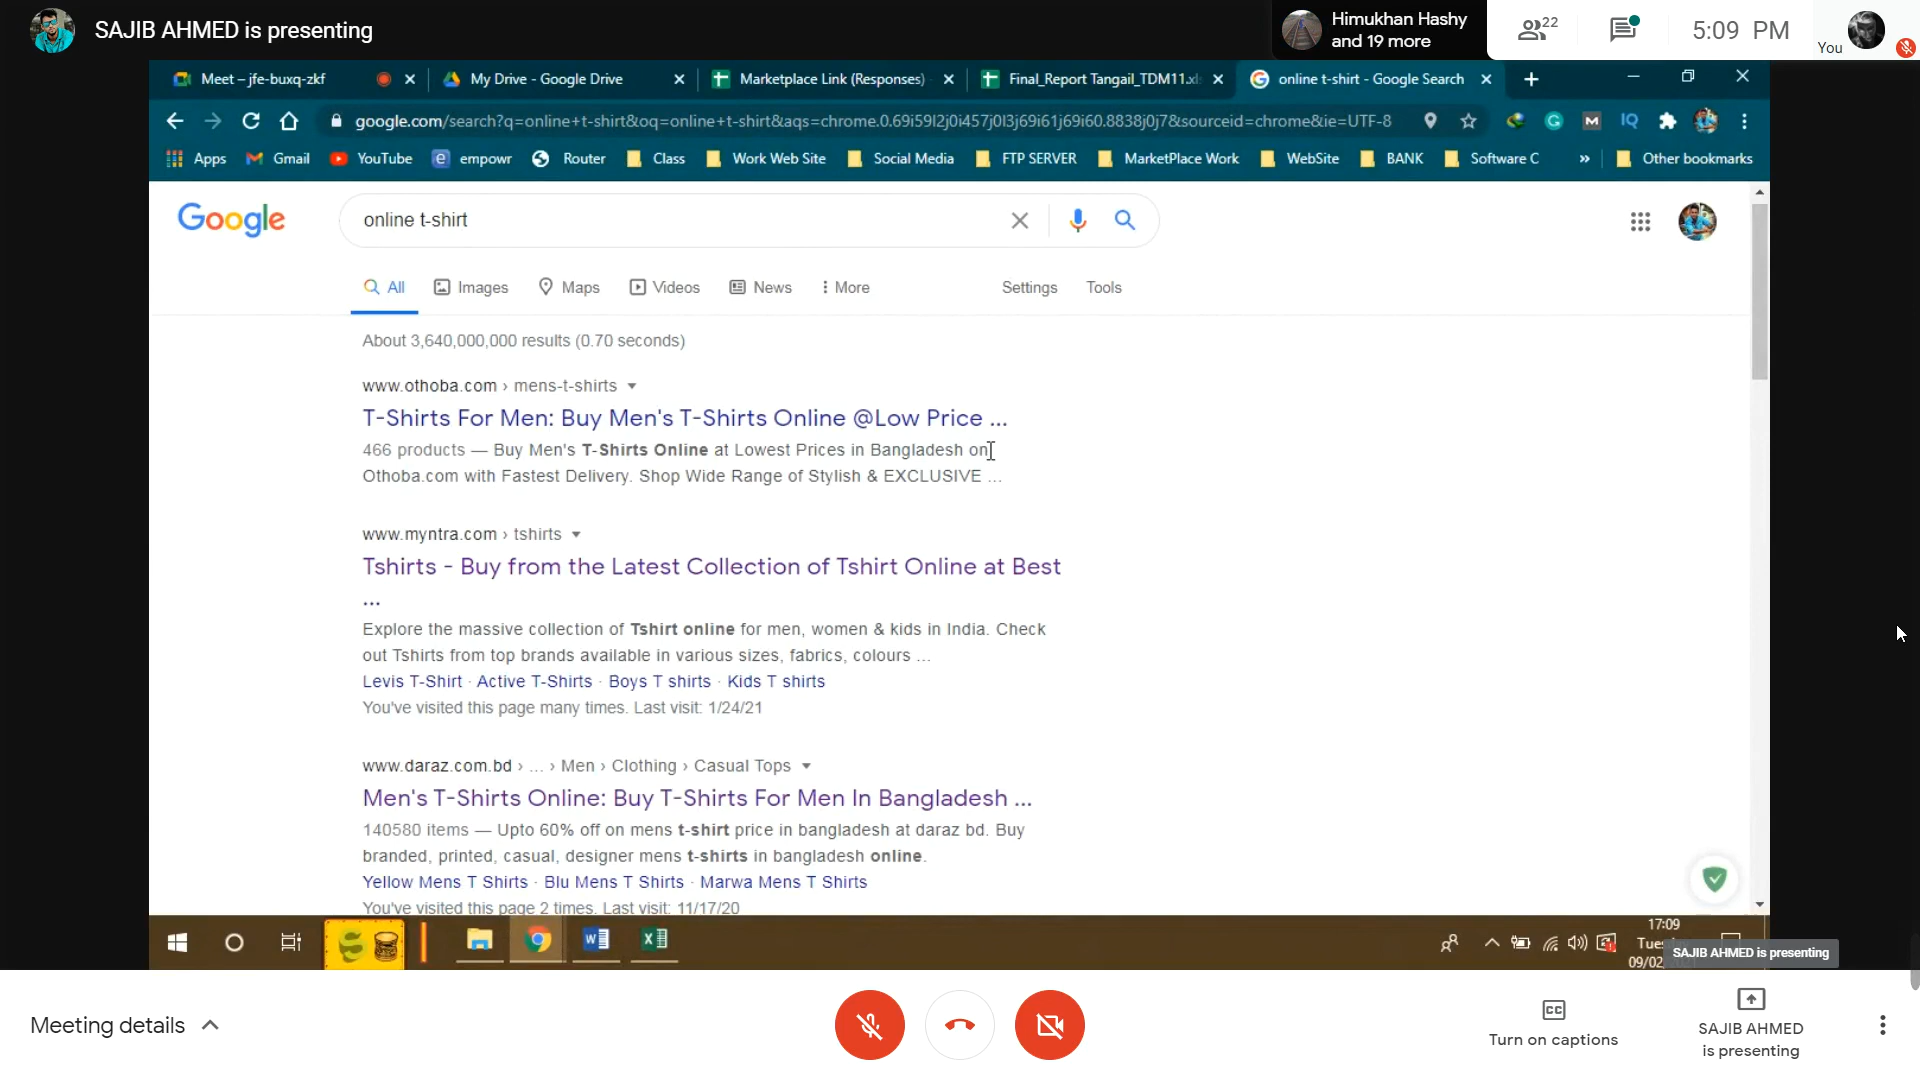 SAJIB AHMED is presenting
Himukhan Hashy
and 19 more
22
5:09 PM
You
Meet – jfe-buxq-zkf
My Drive - Google Drive
Marketplace Link (Responses)
Final_Report Tangail_TDM11.xl
online t-shirt - Google Search
google.com/search?q=online+t-shirt&oq=online+t-shirt&aqs=chrome.0.69i59l2j0i457j0l3j69i61j69i60.8838j0j7&sourceid=chrome&ie=UTF-8
Apps
Gmail
YouTube
empowr
Router
Class
Work Web Site
Social Media
FTP SERVER
MarketPlace Work
WebSite
BANK
Software C
»
Other bookmarks
Google
online t-shirt
All
Images
Maps
Videos
News
More
Settings
Tools
About 3,640,000,000 results (0.70 seconds)
www.othoba.com › mens-t-shirts
T-Shirts For Men: Buy Men's T-Shirts Online @Low Price ...
466 products — Buy Men's T-Shirts Online at Lowest Prices in Bangladesh on
Othoba.com with Fastest Delivery. Shop Wide Range of Stylish & EXCLUSIVE ...
www.myntra.com › tshirts
Tshirts - Buy from the Latest Collection of Tshirt Online at Best
...
Explore the massive collection of Tshirt online for men, women & kids in India. Check
out Tshirts from top brands available in various sizes, fabrics, colours ...
Levis T-Shirt · Active T-Shirts · Boys T shirts · Kids T shirts
You've visited this page many times. Last visit: 1/24/21
www.daraz.com.bd › ... › Men › Clothing › Casual Tops
Men's T-Shirts Online: Buy T-Shirts For Men In Bangladesh ...
140580 items — Upto 60% off on mens t-shirt price in bangladesh at daraz bd. Buy
branded, printed, casual, designer mens t-shirts in bangladesh online.
Yellow Mens T Shirts · Blu Mens T Shirts · Marwa Mens T Shirts
You've visited this page 2 times. Last visit: 11/17/20
17:09
Tues
09/02/
SAJIB AHMED is presenting
Meeting details
Turn on captions
SAJIB AHMED
is presenting